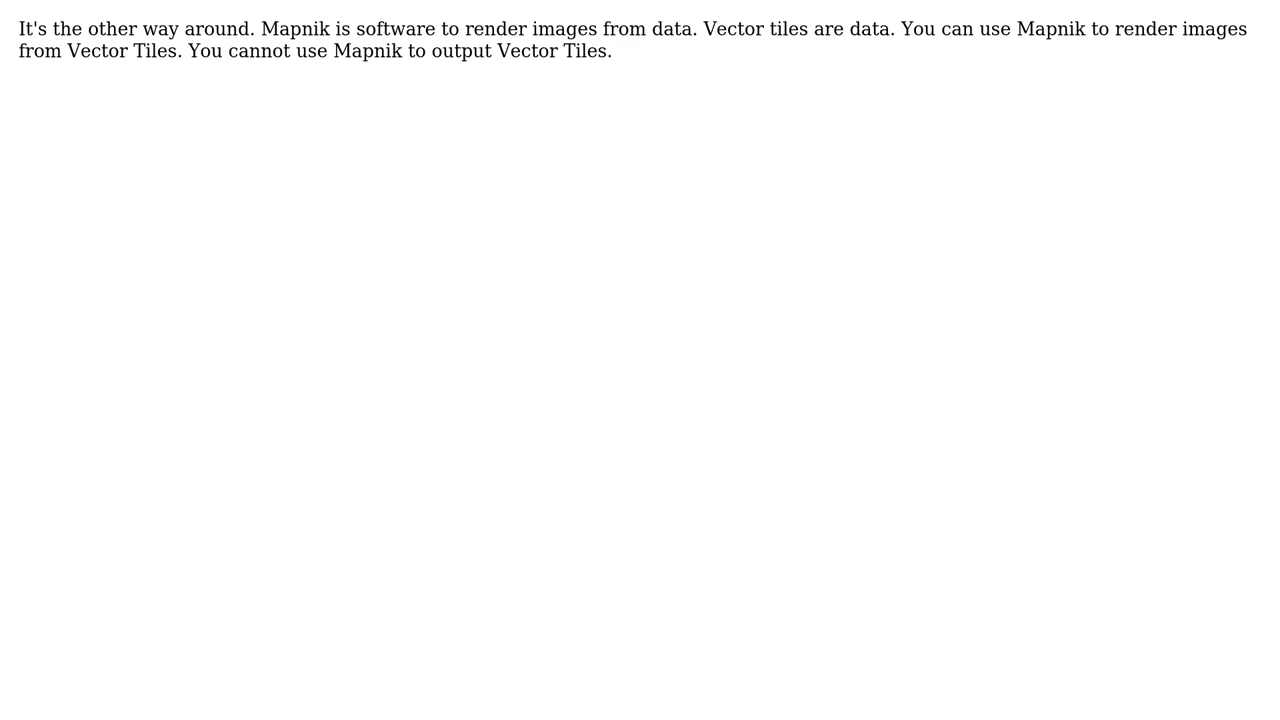 It's the other way around. Mapnik is software to render images from data. Vector tiles are data. You can use Mapnik to render images
from Vector Tiles. You cannot use Mapnik to output Vector Tiles.